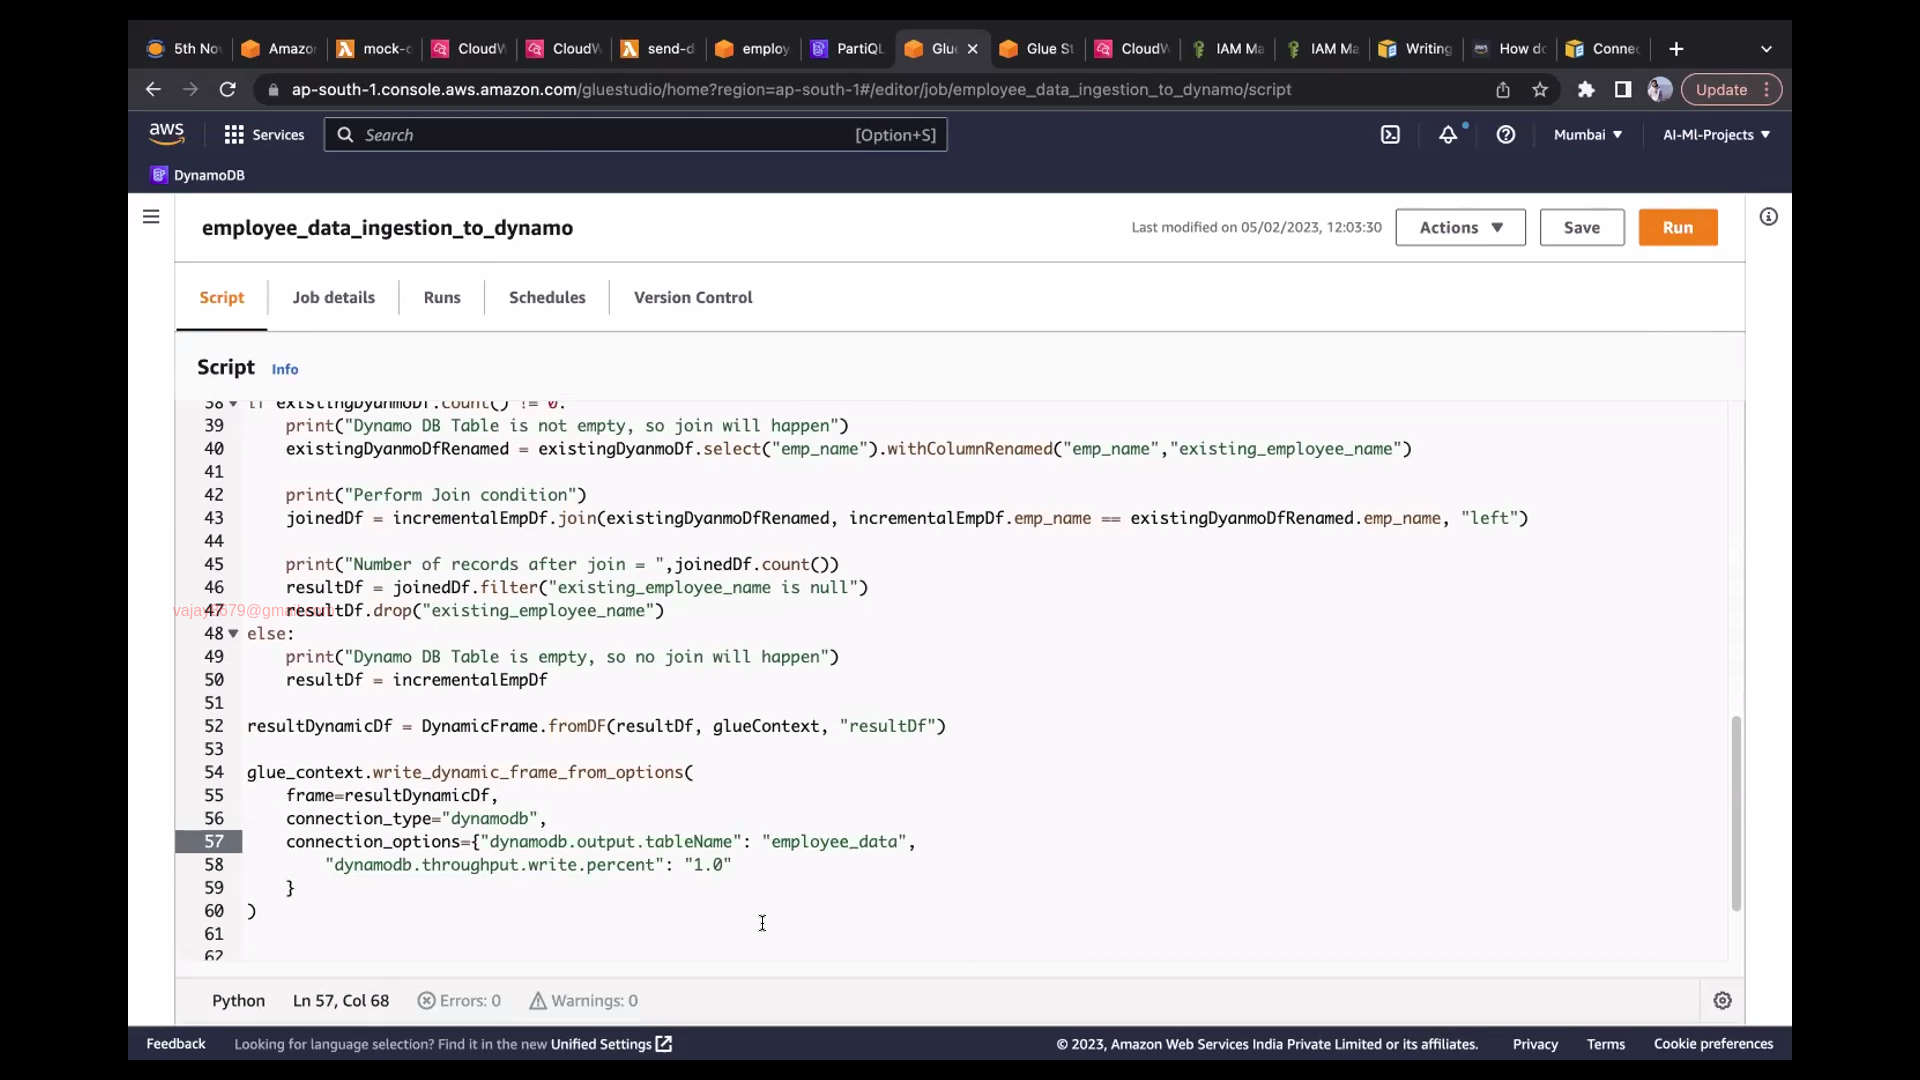 5th No
Amazo
mock-c
CloudW
CloudW
send-d
employ
PartiQL
Glu
Glue St
CloudW
IAM Ma
IAM Ma
Writing
How do
Connec
ap-south-1.console.aws.amazon.com/gluestudio/home?region=ap-south-1#/editor/job/employee_data_ingestion_to_dynamo/script
Update
aws
Services
Search
[Option+S]
Mumbai
AI-Ml-Projects
DynamoDB
employee_data_ingestion_to_dynamo
Last modified on 05/02/2023, 12:03:30
Actions
Save
Run
Script
Job details
Runs
Schedules
Version Control
Script Info
38 if existingDyanmoDf.count() != 0:
39 print("Dynamo DB Table is not empty, so join will happen")
40 existingDyanmoDfRenamed = existingDyanmoDf.select("emp_name").withColumnRenamed("emp_name","existing_employee_name")
41
42 print("Perform Join condition")
43 joinedDf = incrementalEmpDf.join(existingDyanmoDfRenamed, incrementalEmpDf.emp_name == existingDyanmoDfRenamed.emp_name, "left")
44
45 print("Number of records after join = ",joinedDf.count())
46 resultDf = joinedDf.filter("existing_employee_name is null")
47 resultDf.drop("existing_employee_name")
48 else:
49 print("Dynamo DB Table is empty, so no join will happen")
50 resultDf = incrementalEmpDf
51
52 resultDynamicDf = DynamicFrame.fromDF(resultDf, glueContext, "resultDf")
53
54 glue_context.write_dynamic_frame_from_options(
55 frame=resultDynamicDf,
56 connection_type="dynamodb",
57 connection_options={"dynamodb.output.tableName": "employee_data",
58 "dynamodb.throughput.write.percent": "1.0"
59 }
60 )
61
62
Python Ln 57, Col 68 Errors: 0 Warnings: 0
Feedback Looking for language selection? Find it in the new Unified Settings © 2023, Amazon Web Services India Private Limited or its affiliates. Privacy Terms Cookie preferences